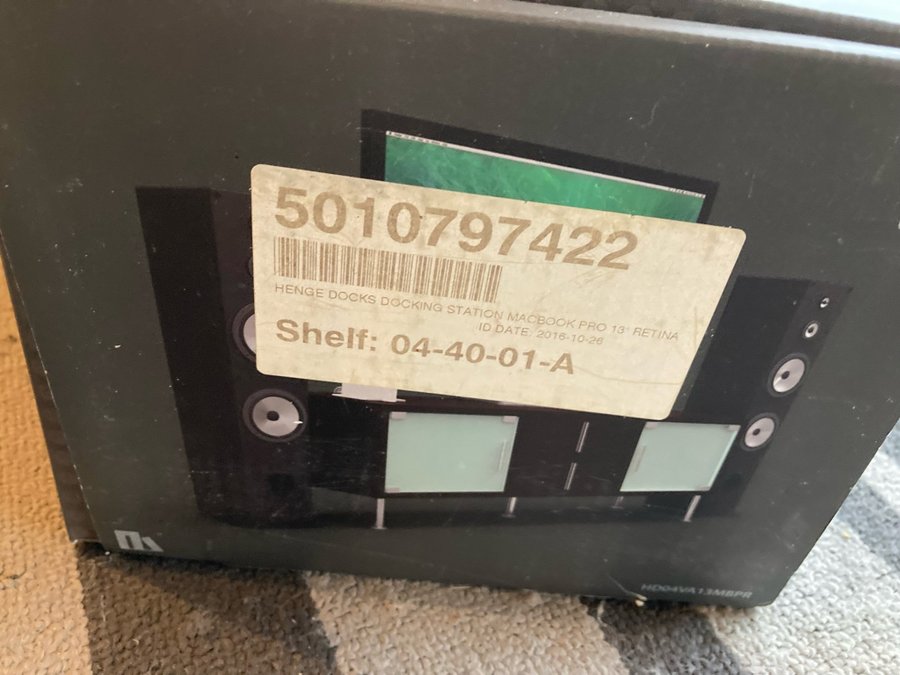 5010797422
HENGE DOCKS DOCKING STATION MACBOOK PRO 13" RETINA
ID DATE: 2016-10-26
Shelf: 04-40-01-A
HD04VA13MBPR